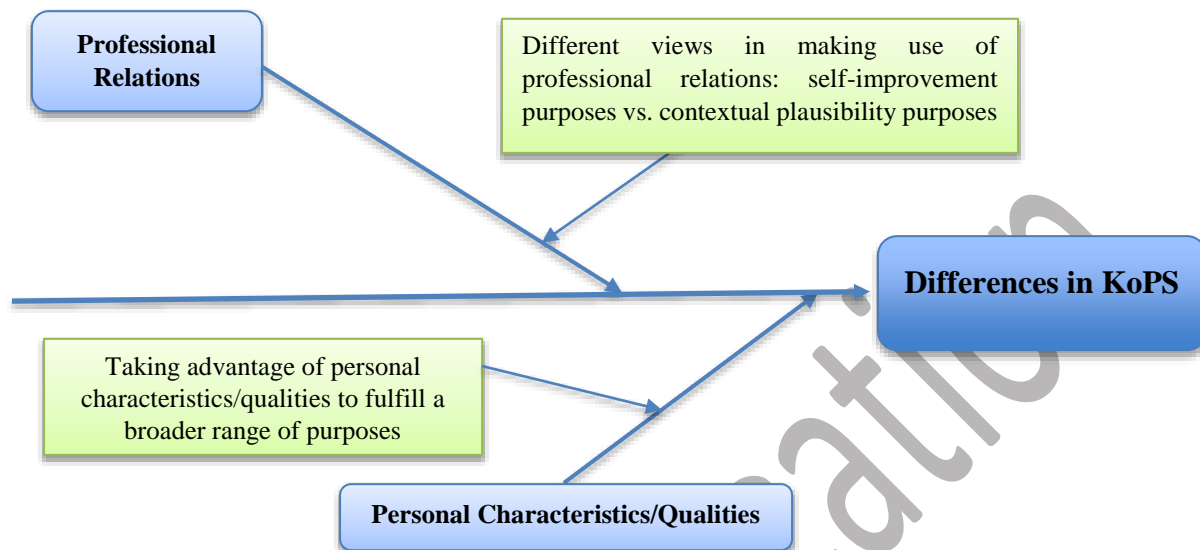 Professional
Relations
Different views in making use of
professional relations: self-improvement
purposes vs. contextual plausibility purposes
Differences in KoPS
Taking advantage of personal
characteristics/qualities to fulfill a
broader range of purposes
Personal Characteristics/Qualities